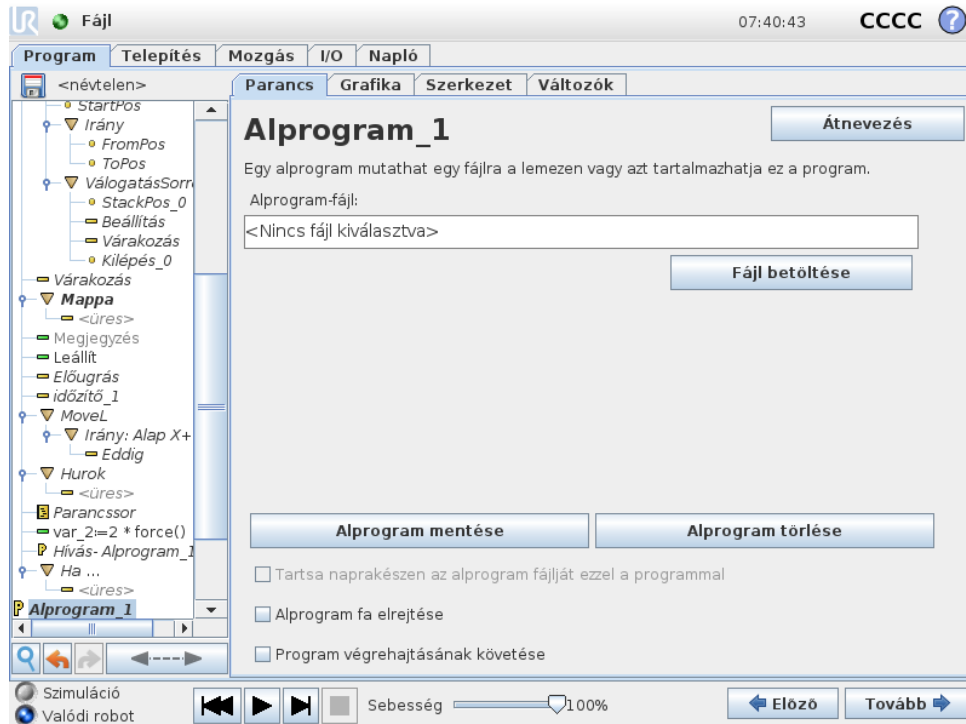 UR Fájl 07:40:43 CCCC ?
Program Telepítés Mozgás I/O Napló
<névtelen>
Parancs Grafika Szerkezet Változók
StartPos
Irány
FromPos
ToPos
VálogatásSorr
StackPos_0
Beállítás
Várakozás
Kilépés_0
Várakozás
Mappa
<üres>
Megjegyzés
Leállít
Előugrás
időzítő_1
MoveL
Irány: Alap X+
Eddig
Hurok
<üres>
Parancssor
var_2:=2 * force()
P Hívás- Alprogram_1
Ha ...
<üres>
P Alprogram_1
Alprogram_1
Átnevezés
Egy alprogram mutathat egy fájlra a lemezen vagy azt tartalmazhatja ez a program.
Alprogram-fájl:
<Nincs fájl kiválasztva>
Fájl betöltése
Alprogram mentése Alprogram törlése
Tartsa naprakészen az alprogram fájlját ezzel a programmal
Alprogram fa elrejtése
Program végrehajtásának követése
Szimuláció
Valódi robot
Sebesség 100%
Előző Tovább